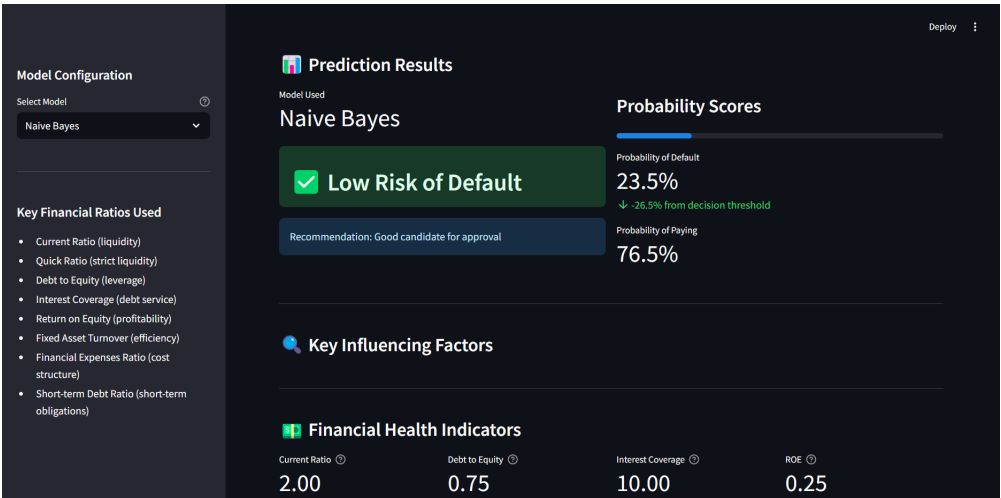 Deploy
Model Configuration
Select Model
Naive Bayes
Key Financial Ratios Used
Current Ratio (liquidity)
Quick Ratio (strict liquidity)
Debt to Equity (leverage)
Interest Coverage (debt service)
Return on Equity (profitability)
Fixed Asset Turnover (efficiency)
Financial Expenses Ratio (cost
structure)
Short-term Debt Ratio (short-term
obligations)
Prediction Results
Model Used
Naive Bayes
Low Risk of Default
Recommendation: Good candidate for approval
Probability Scores
Probability of Default
23.5%
-26.5% from decision threshold
Probability of Paying
76.5%
Key Influencing Factors
Financial Health Indicators
Current Ratio
2.00
Debt to Equity
0.75
Interest Coverage
10.00
ROE
0.25